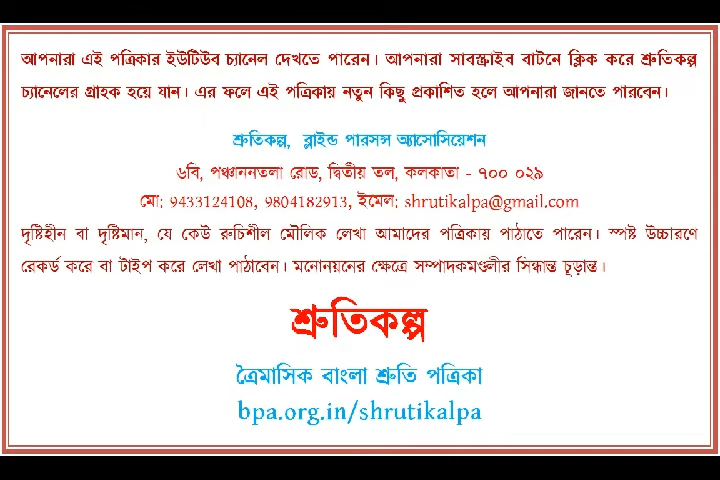 আপনারা এই পত্রিকার ইউটিউব চ্যানেল দেখতে পারেন। আপনারা সাবস্ক্রাইব বাটনে ক্লিক করে শ্রুতিকল্প
চ্যানেলের গ্রাহক হয়ে যান। এর ফলে এই পত্রিকায় নতুন কিছু প্রকাশিত হলে আপনারা জানতে পারবেন।
শ্রুতিকল্প, ব্লাইন্ড পারসন্স অ্যাসোসিয়েশন
৬বি, পঞ্চাননতলা রোড, দ্বিতীয় তল, কলকাতা - ৭০০ ০২৯
মো: 9433124108, 9804182913, ইমেল: shrutikalpa@gmail.com
দৃষ্টিহীন বা দৃষ্টিমান, যে কেউ রুচিশীল মৌলিক লেখা আমাদের পত্রিকায় পাঠাতে পারেন। স্পষ্ট উচ্চারণে
রেকর্ড করে বা টাইপ করে লেখা পাঠাবেন। মনোনয়নের ক্ষেত্রে সম্পাদকমণ্ডলীর সিদ্ধান্ত চূড়ান্ত।
শ্রুতিকল্প
ত্রৈমাসিক বাংলা শ্রুতি পত্রিকা
bpa.org.in/shrutikalpa